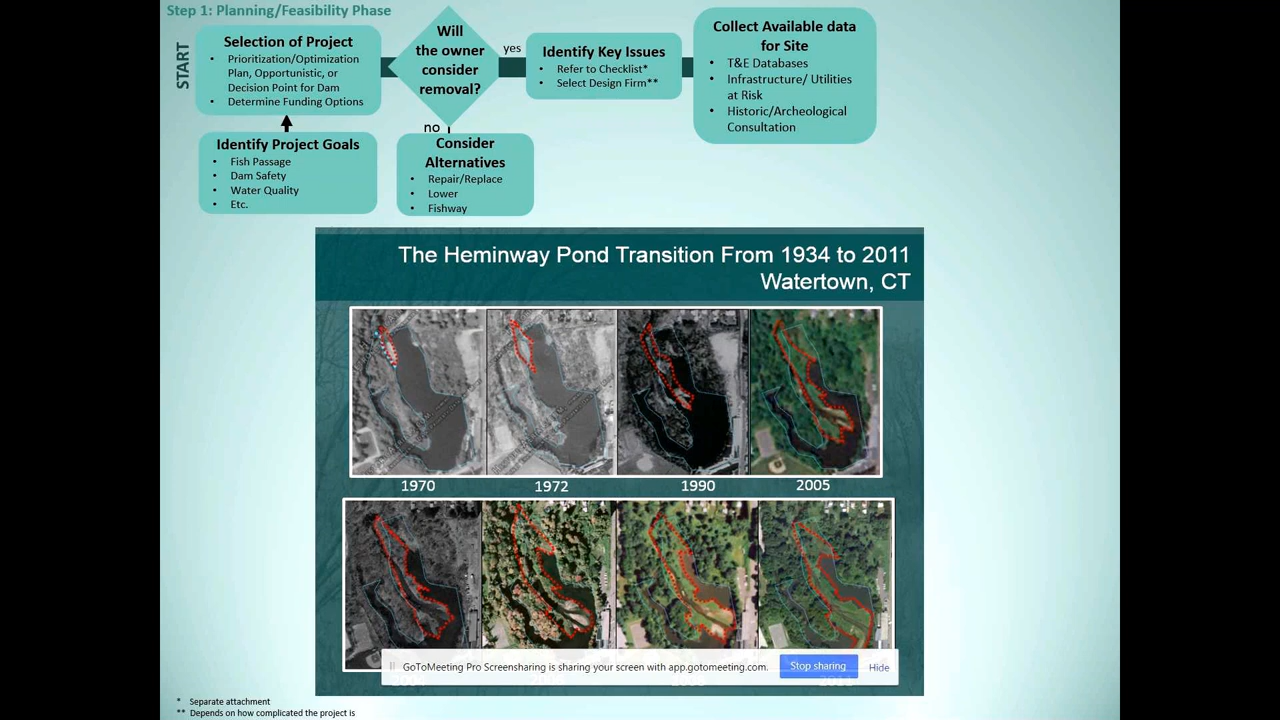 Step 1: Planning/Feasibility Phase
START
Selection of Project
• Prioritization/Optimization
Plan, Opportunistic, or
Decision Point for Dam
• Determine Funding Options
Identify Project Goals
• Fish Passage
• Dam Safety
• Water Quality
• Etc.
Will
the owner
consider
removal?
yes
no
Consider
Alternatives
• Repair/Replace
• Lower
• Fishway
Identify Key Issues
• Refer to Checklist*
• Select Design Firm**
Collect Available data
for Site
• T&E Databases
• Infrastructure/ Utilities
at Risk
• Historic/Archeological
Consultation
The Heminway Pond Transition From 1934 to 2011
Watertown, CT
1970
1972
1990
2005
GoToMeeting Pro Screensharing is sharing your screen with app.gotomeeting.com.
Stop sharing
Hide
* Separate attachment
** Depends on how complicated the project is